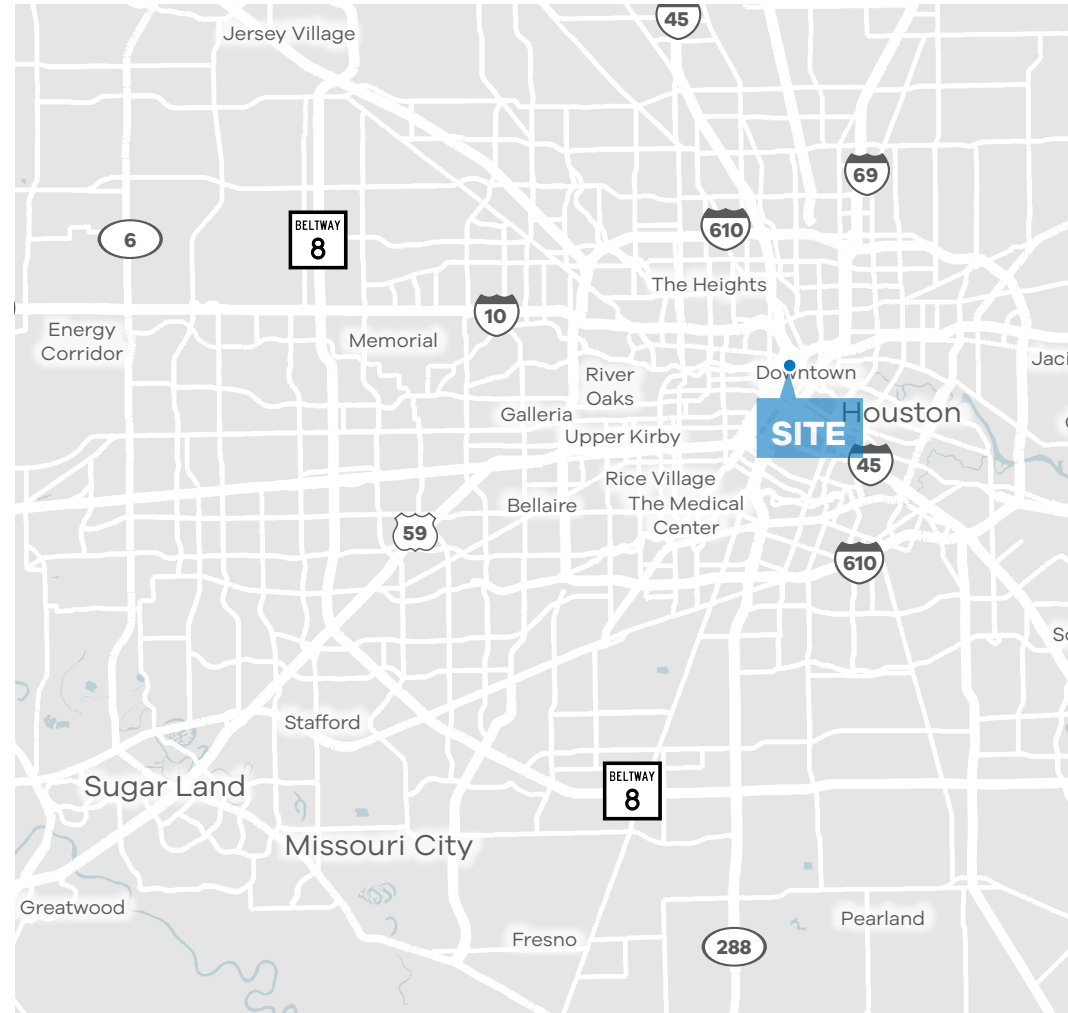 45
Jersey Village
69
610
6
BELTWAY
8
The Heights
10
Energy
Corridor
Memorial
Jaci
Downtown
River
Oaks
Galleria
Houston
SITE
Upper Kirby
45
Rice Village
Bellaire
The Medical
Center
59
610
Stafford
Sugar Land
BELTWAY
8
Missouri City
Greatwood
Pearland
Fresno
288